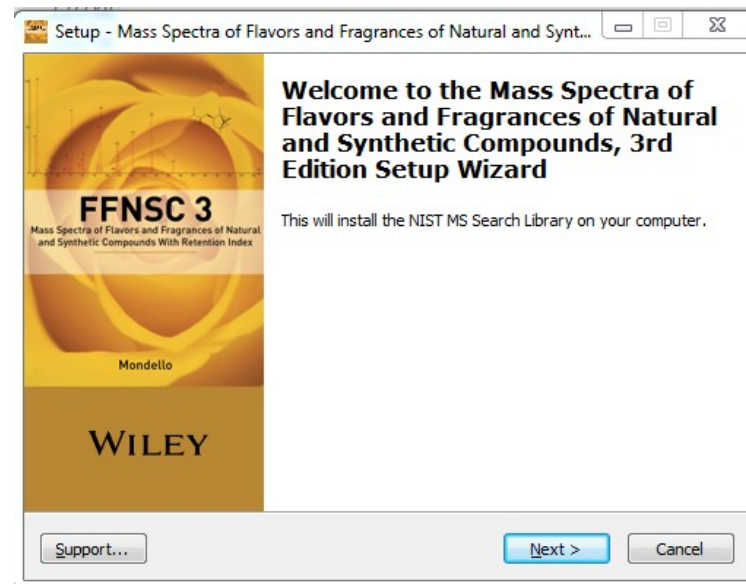 Setup - Mass Spectra of Flavors and Fragrances of Natural and Synt...
Welcome to the Mass Spectra of
Flavors and Fragrances of Natural
and Synthetic Compounds, 3rd
Edition Setup Wizard
This will install the NIST MS Search Library on your computer.
FFNSC 3
Mass Spectra of Flavors and Fragrances of Natural
and Synthetic Compounds With Retention Index
Mondello
WILEY
Support...
Next >
Cancel